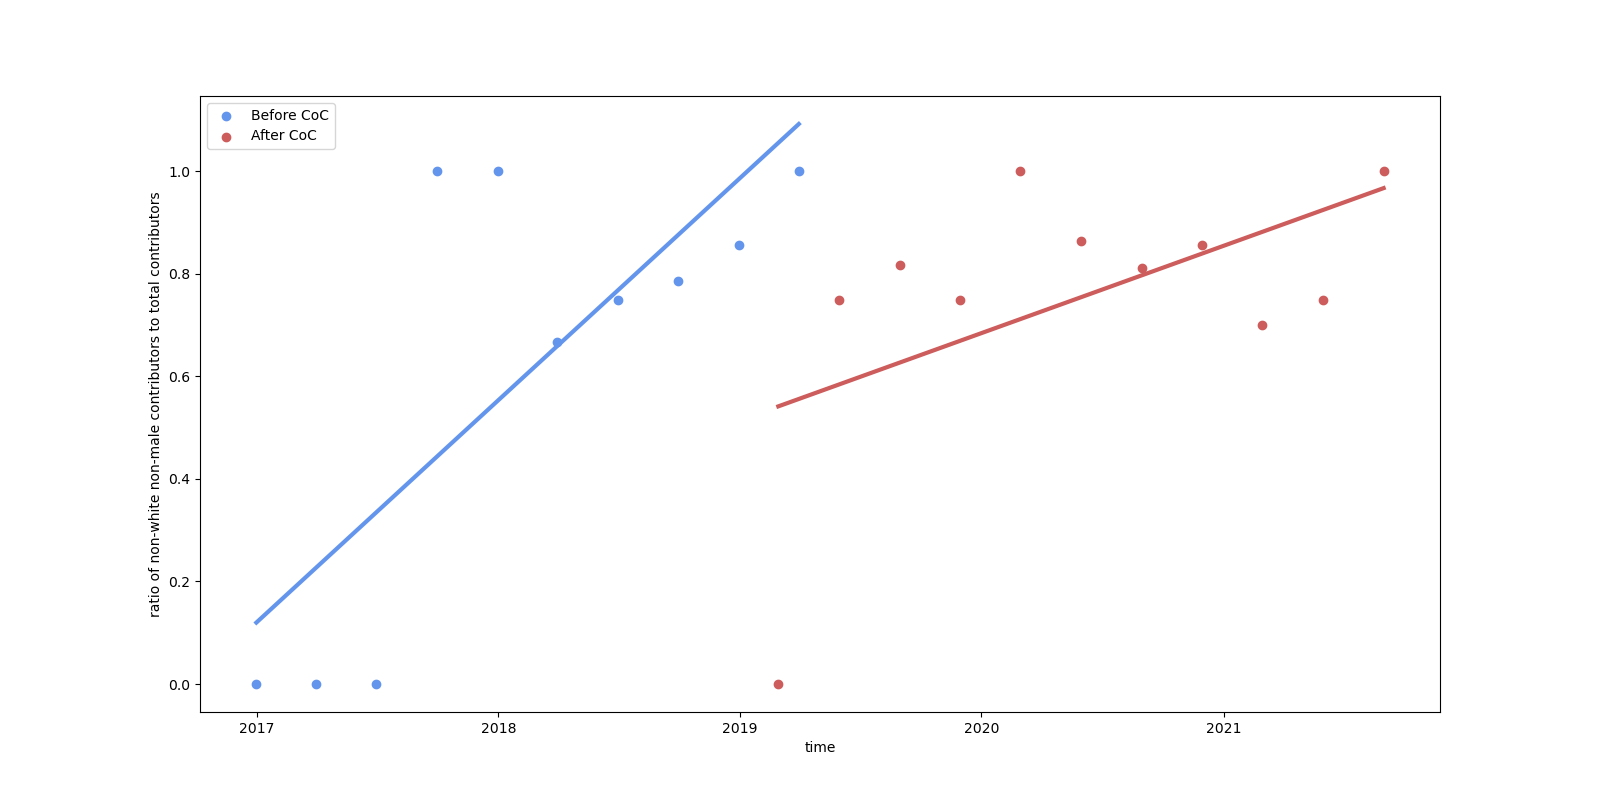 Before CoC
After CoC
ratio of non-white non-male contributors to total contributors
1.0
0.8
0.6
0.4
0.2
0.0
2017
2018
2019
2020
2021
time